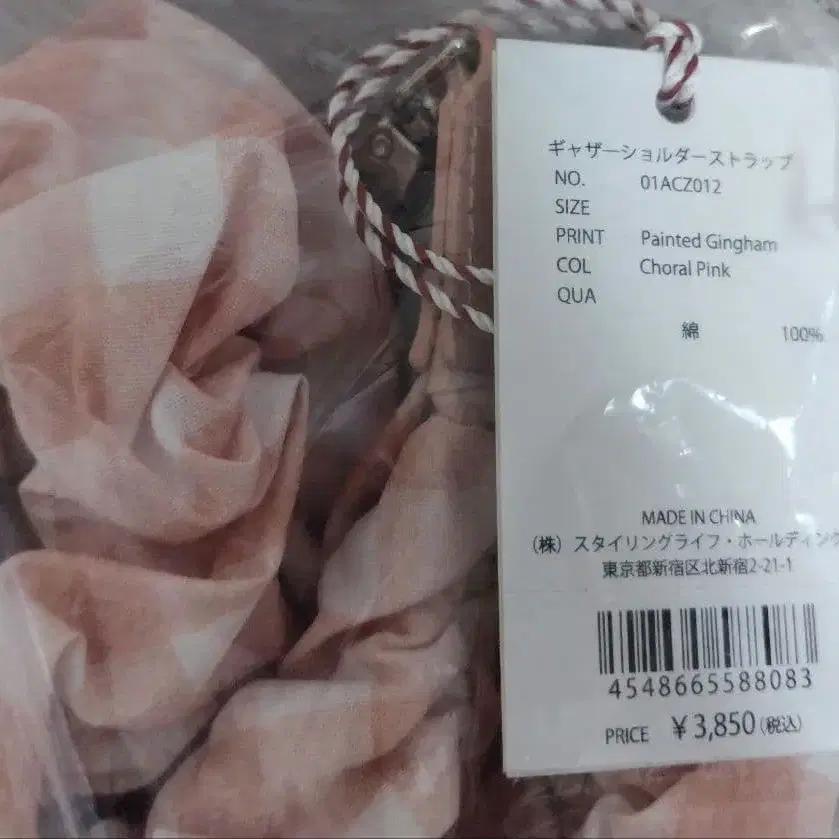 ギャザーショルダーストラップ
NO. 01ACZ012
SIZE
PRINT Painted Gingham
COL Choral Pink
QUA
綿 100%
MADE IN CHINA
(株) スタイリングライフ・ホールディング
東京都新宿区北新宿2-21-1
4548665588083
PRICE ¥3,850(税込)